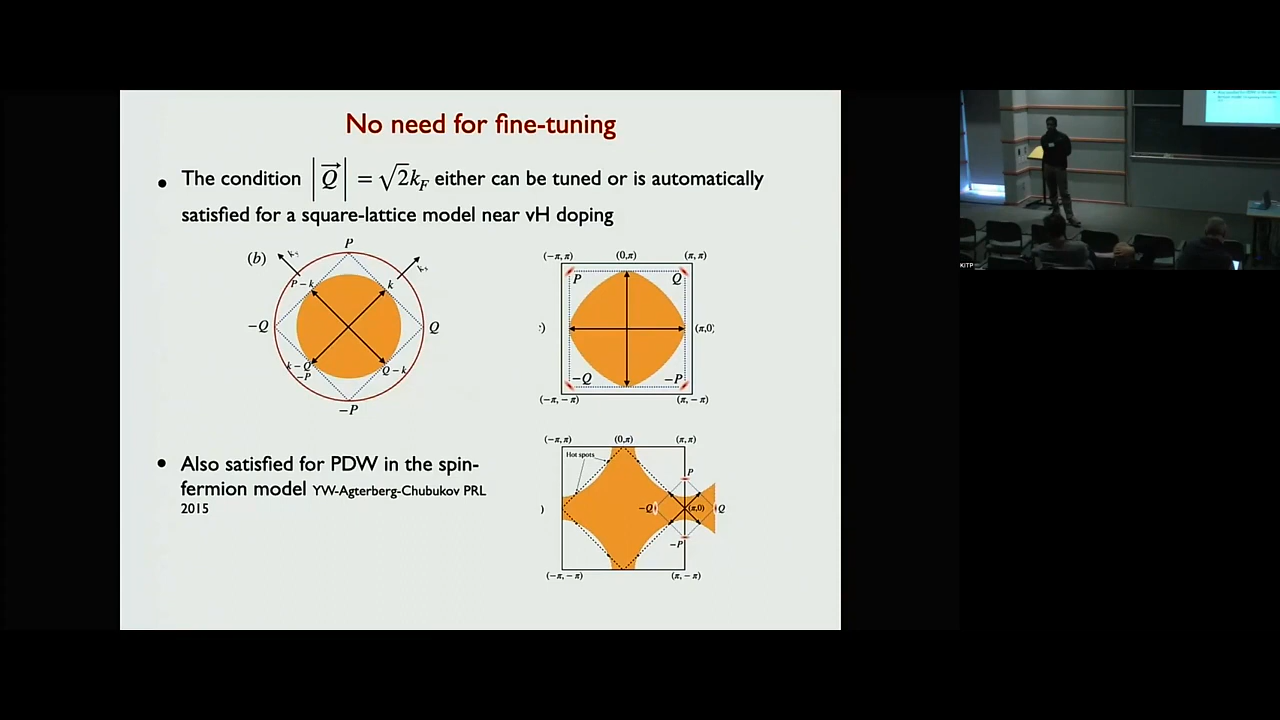 No need for fine-tuning
• The condition |Q⃗| = √2k_F either can be tuned or is automatically
satisfied for a square-lattice model near vH doping
(b)
P
k_s
k_s
P − k
k
−Q
Q
k − Q
−P
Q − k
−P
(−π, π)
(0,π)
(π, π)
P
Q
:)
(π,0)
−Q
−P
(−π, − π)
(π, − π)
• Also satisfied for PDW in the spin-
fermion model YW-Agterberg-Chubukov PRL
2015
(−π, π)
(0,π)
(π, π)
Hot spots
P
)
−Q
(π,0)
Q
−P
(−π, − π)
(π, − π)
KITP